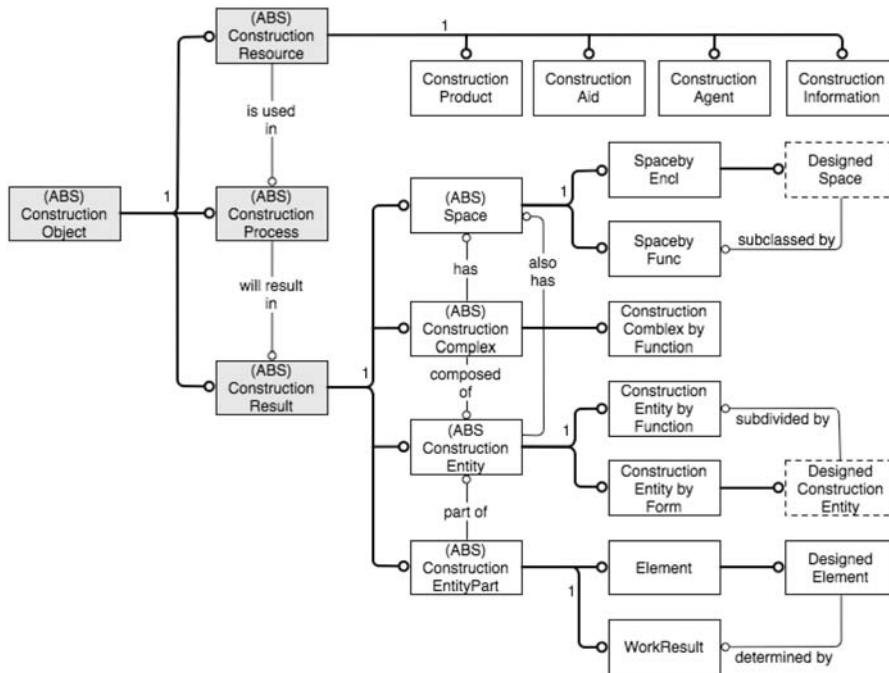 (ABS)
Construction
Resource
1
Construction
Product
Construction
Aid
Construction
Agent
Construction
Information
is used
in
(ABS)
Construction
Object
1
(ABS)
Construction
Process
will result
in
(ABS)
Construction
Result
1
(ABS)
Space
1
Spaceby
Encl
Designed
Space
Spaceby
Func
subclassed by
has
also
has
(ABS)
Construction
Complex
Construction
Comblex by
Function
composed
of
(ABS
Construction
Entity
1
Construction
Entity by
Function
subdivided by
Construction
Entity by
Form
Designed
Construction
Entity
part of
(ABS)
Construction
EntityPart
1
Element
Designed
Element
WorkResult
determined by